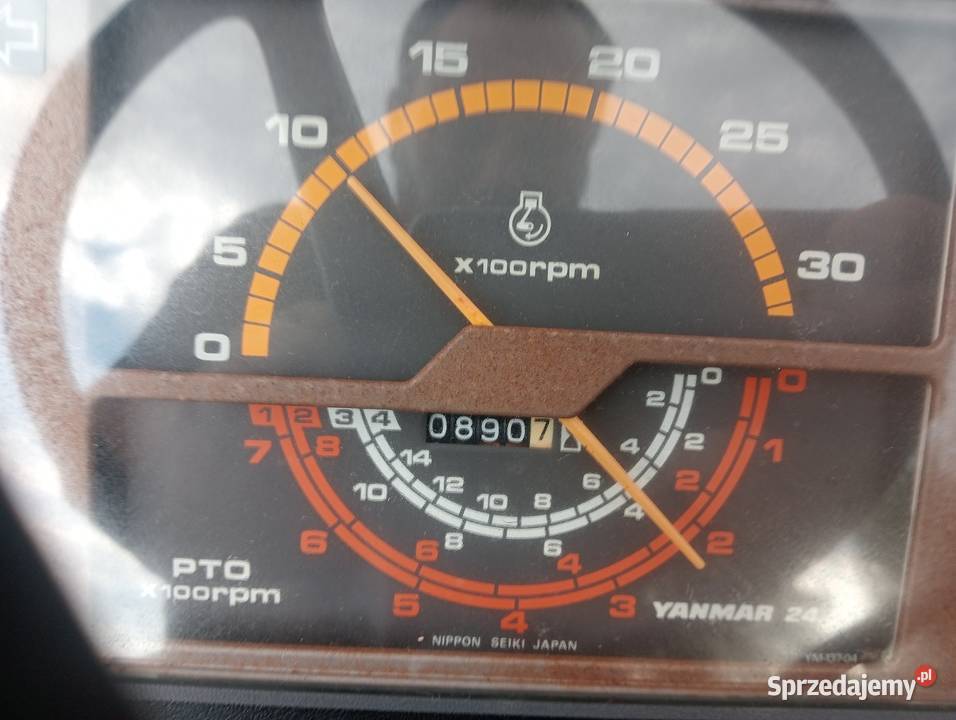 15 20
10 25
5 30
0
x100rpm
0 0
1 2 3 4 08907 2
7 8 14 4 2 1
10 12 10 8 6 2
6 8 6 4 2
6 4
5 4 3
PTO
x100rpm
YANMAR 24
NIPPON SEIKI JAPAN
Sprzedajemy.pl